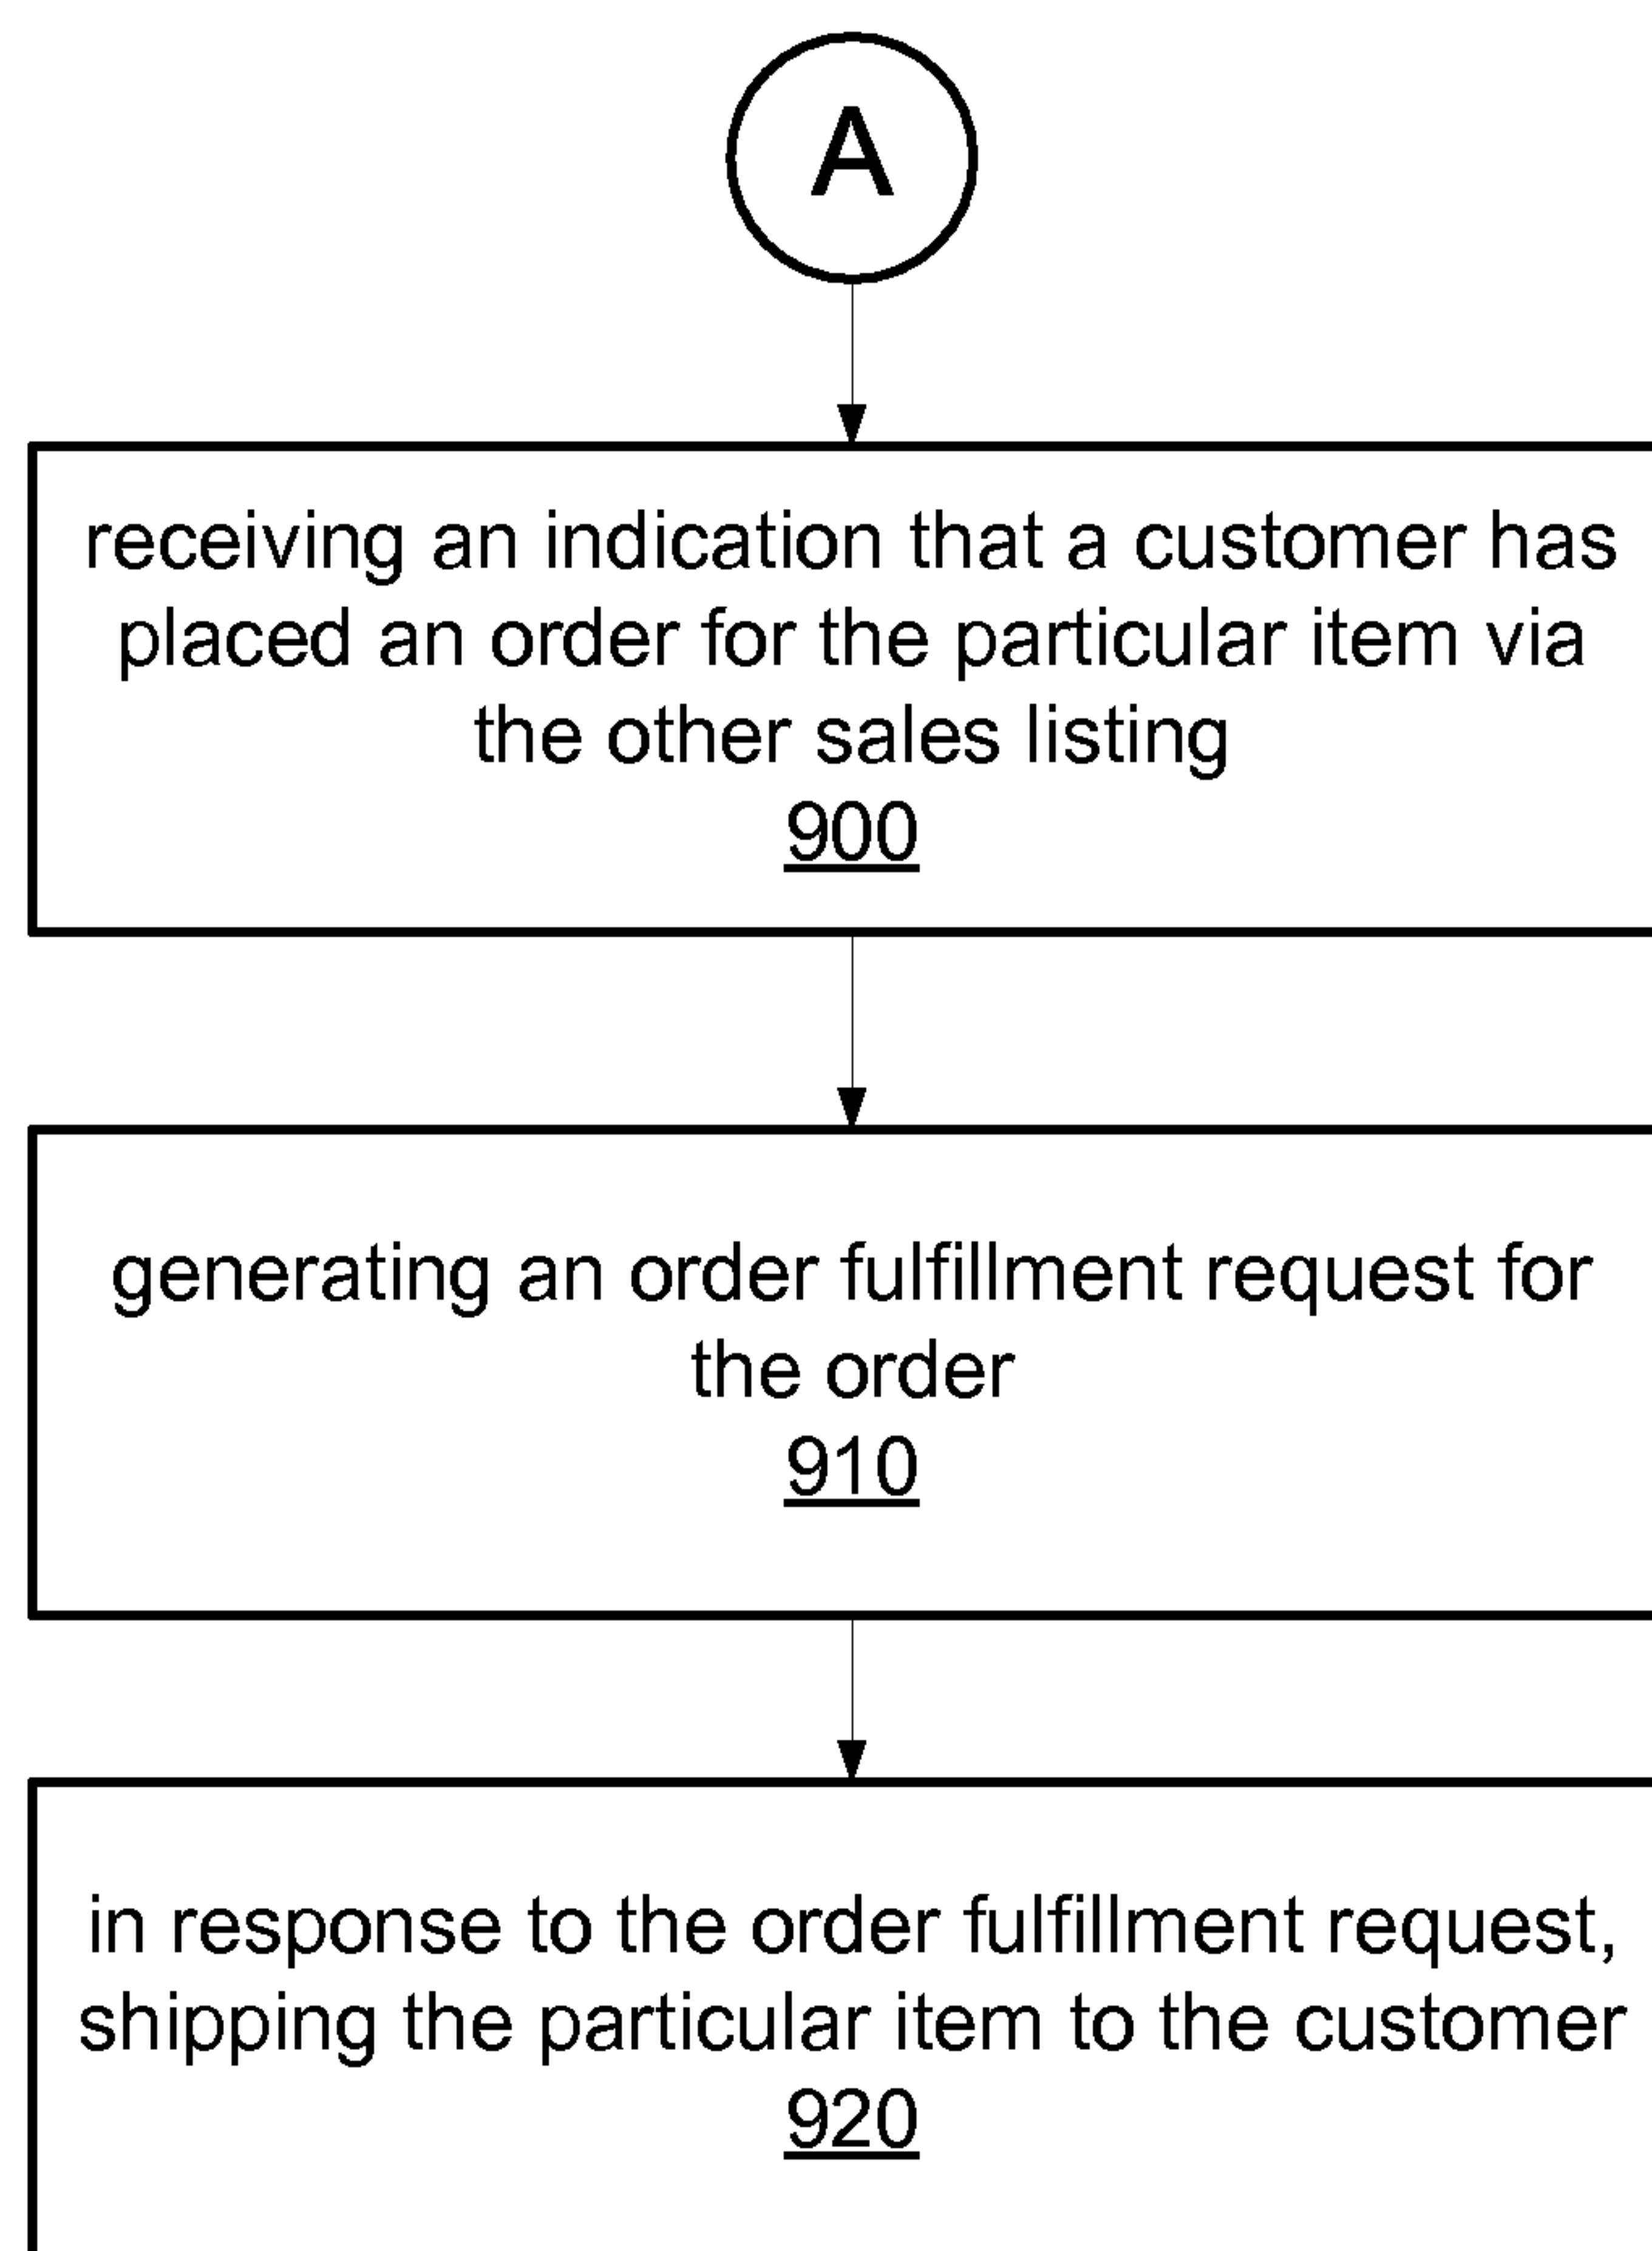 A
receiving an indication that a customer has
placed an order for the particular item via
the other sales listing
900
generating an order fulfillment request for
the order
910
in response to the order fulfillment request,
shipping the particular item to the customer
920